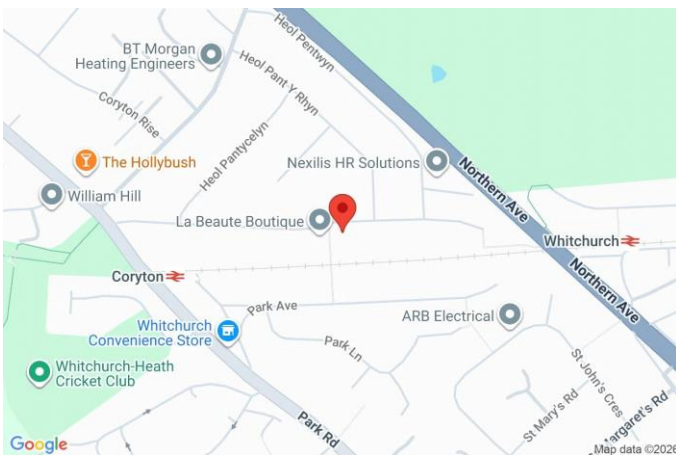 Heol Pentwyn
BT Morgan
Heating Engineers
Heol Pant Y Rhyn
Coryton Rise
The Hollybush
Heol Pantycelyn
Nexilis HR Solutions
Northern Ave
William Hill
La Beaute Boutique
Whitchurch
Coryton
Northern Ave
Park Ave
ARB Electrical
Whitchurch
Convenience Store
Park Ln
Whitchurch-Heath
Cricket Club
St John's Cres
St Mary's Rd
argaret's Rd
Park Rd
Google
Map data ©2026